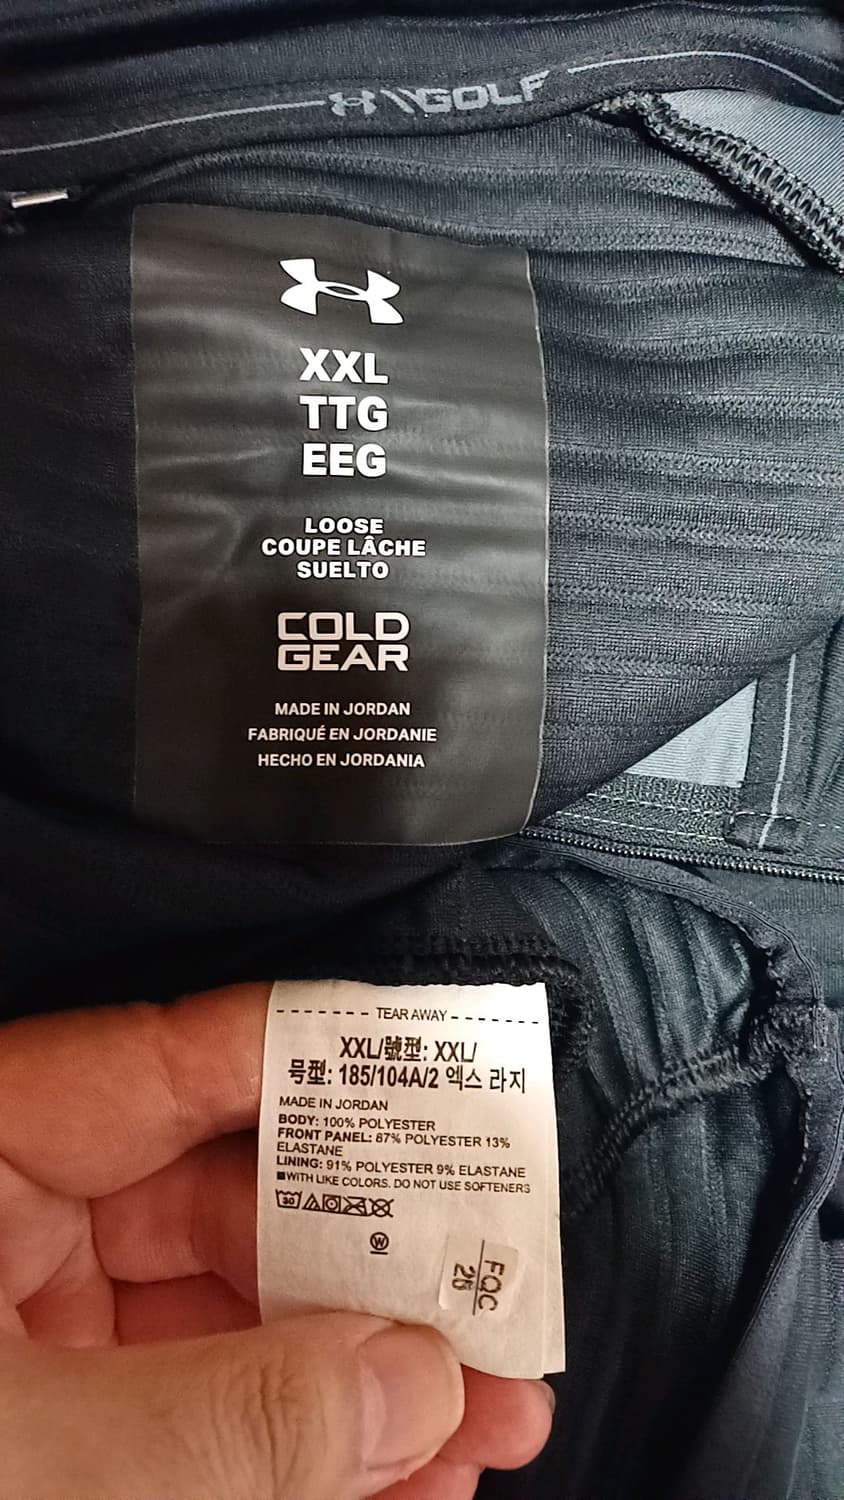 GOLF
XXL
TTG
EEG
LOOSE
COUPE LÂCHE
SUELTO
COLD
GEAR
MADE IN JORDAN
FABRIQUÉ EN JORDANIE
HECHO EN JORDANIA
TEAR AWAY
XXL/號型: XXL/
号型: 185/104A/2 엑스 라지
MADE IN JORDAN
BODY: 100% POLYESTER
FRONT PANEL: 87% POLYESTER 13%
ELASTANE
LINING: 91% POLYESTER 9% ELASTANE
■WITH LIKE COLORS. DO NOT USE SOFTENERS
30
W
FQC
26